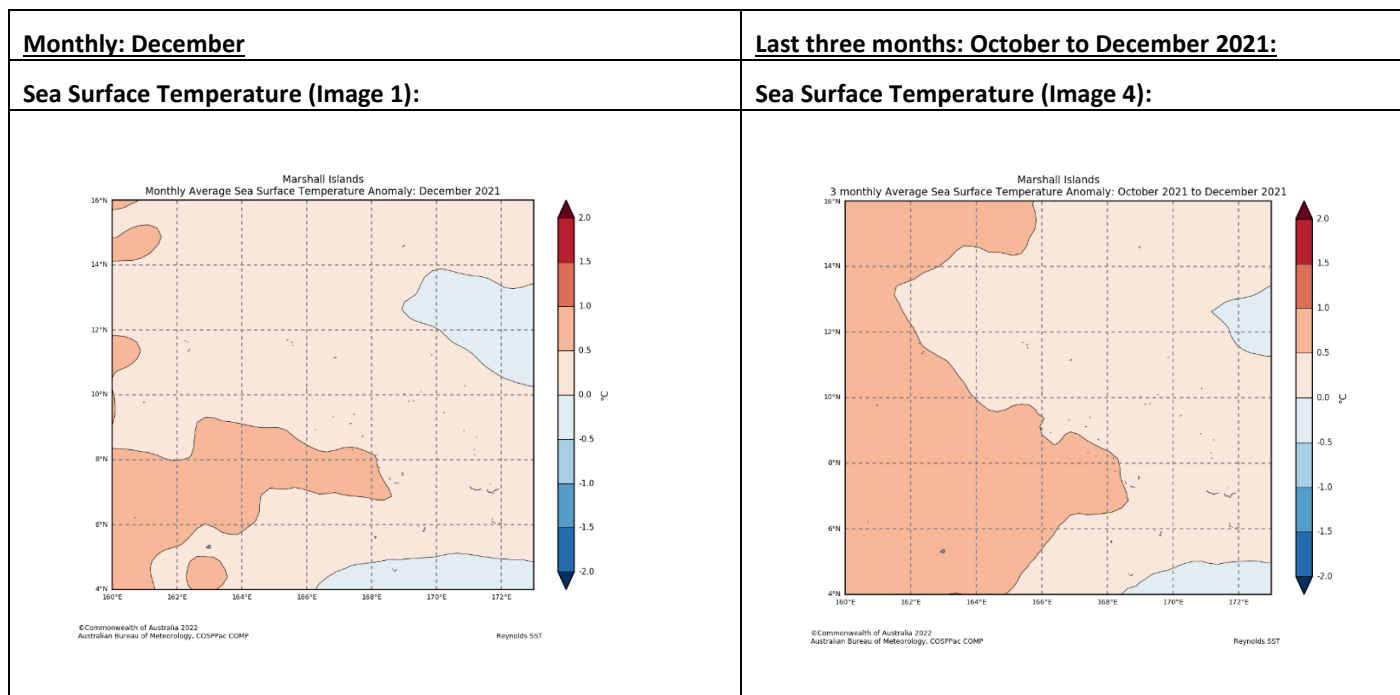 Monthly: December
Last three months: October to December 2021:
Sea Surface Temperature (Image 1):
Sea Surface Temperature (Image 4):
Marshall Islands
Monthly Average Sea Surface Temperature Anomaly: December 2021
16°N
14°N
12°N
10°N
8°N
6°N
4°N
160°E 162°E 164°E 166°E 168°E 170°E 172°E
2.0
1.5
1.0
0.5
0.0
-0.5
-1.0
-1.5
-2.0
°C
©Commonwealth of Australia 2022
Australian Bureau of Meteorology, COSPPac COMP
Reynolds SST
Marshall Islands
3 monthly Average Sea Surface Temperature Anomaly: October 2021 to December 2021
16°N
14°N
12°N
10°N
8°N
6°N
4°N
160°E 162°E 164°E 166°E 168°E 170°E 172°E
2.0
1.5
1.0
0.5
0.0
-0.5
-1.0
-1.5
-2.0
°C
©Commonwealth of Australia 2022
Australian Bureau of Meteorology, COSPPac COMP
Reynolds SST